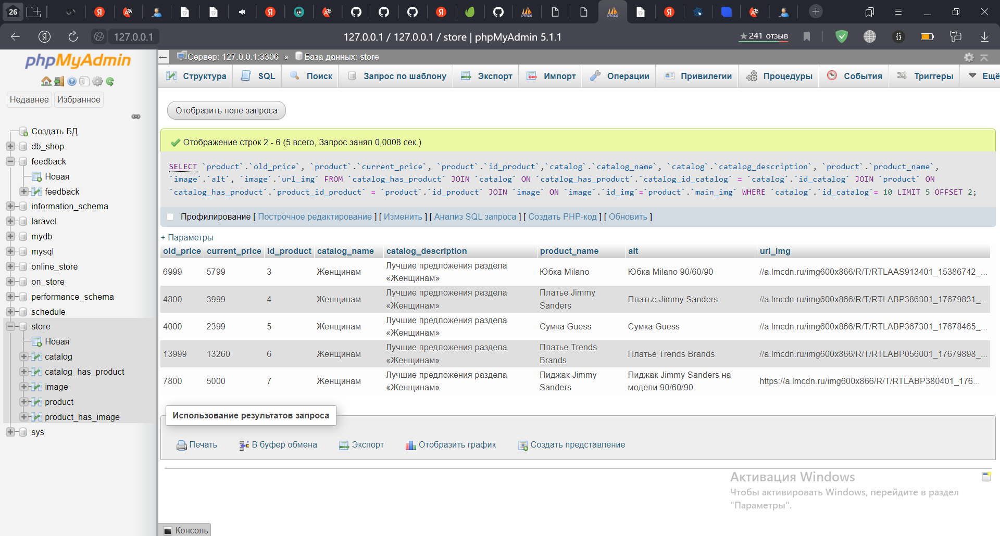 26
127.0.0.1
127.0.0.1 / 127.0.0.1 / store | phpMyAdmin 5.1.1
★241 отзыв
phpMyAdmin
Недавнее Избранное
Создать БД
db_shop
feedback
Новая
feedback
information_schema
laravel
mydb
mysql
online_store
on_store
performance_schema
schedule
store
Новая
catalog
catalog_has_product
image
product
product_has_image
sys
Сервер: 127.0.0.1:3306 » База данных: store
Структура SQL Поиск Запрос по шаблону Экспорт Импорт Операции Привилегии Процедуры События Триггеры Ещё
Отобразить поле запроса
Отображение строк 2 - 6 (5 всего, Запрос занял 0,0008 сек.)
SELECT `product`.`old_price`, `product`.`current_price`, `product`.`id_product`,`catalog`.`catalog_name`, `catalog`.`catalog_description`, `product`.`product_name`,
`image`.`alt`, `image`.`url_img` FROM `catalog_has_product` JOIN `catalog` ON `catalog_has_product`.`catalog_id_catalog` = `catalog`.`id_catalog` JOIN `product` ON
`catalog_has_product`.`product_id_product` = `product`.`id_product` JOIN `image` ON `image`.`id_img`=`product`.`main_img` WHERE `catalog`.`id_catalog`= 10 LIMIT 5 OFFSET 2;
Профилирование [ Построчное редактирование ] [ Изменить ] [ Анализ SQL запроса ] [ Создать PHP-код ] [ Обновить ]
+ Параметры
old_price current_price id_product catalog_name catalog_description product_name alt url_img
6999 5799 3 Женщинам Лучшие предложения раздела «Женщинам» Юбка Milano Юбка Milano 90/60/90 //a.lmcdn.ru/img600x866/R/T/RTLAAS913401_15386742_...
4800 3999 4 Женщинам Лучшие предложения раздела «Женщинам» Платье Jimmy Sanders Платье Jimmy Sanders //a.lmcdn.ru/img600x866/R/T/RTLABP386301_17679831_...
4000 2399 5 Женщинам Лучшие предложения раздела «Женщинам» Сумка Guess Сумка Guess //a.lmcdn.ru/img600x866/R/T/RTLABP367301_17678465_...
13999 13260 6 Женщинам Лучшие предложения раздела «Женщинам» Платье Trends Brands Платье Trends Brands //a.lmcdn.ru/img600x866/R/T/RTLABP056001_17679898_...
7800 5000 7 Женщинам Лучшие предложения раздела «Женщинам» Пиджак Jimmy Sanders Пиджак Jimmy Sanders на модели 90/60/90 https://a.lmcdn.ru/img600x866/R/T/RTLABP380401_176...
Использование результатов запроса
Печать В буфер обмена Экспорт Отобразить график Создать представление
Активация Windows
Чтобы активировать Windows, перейдите в раздел
"Параметры".
Консоль